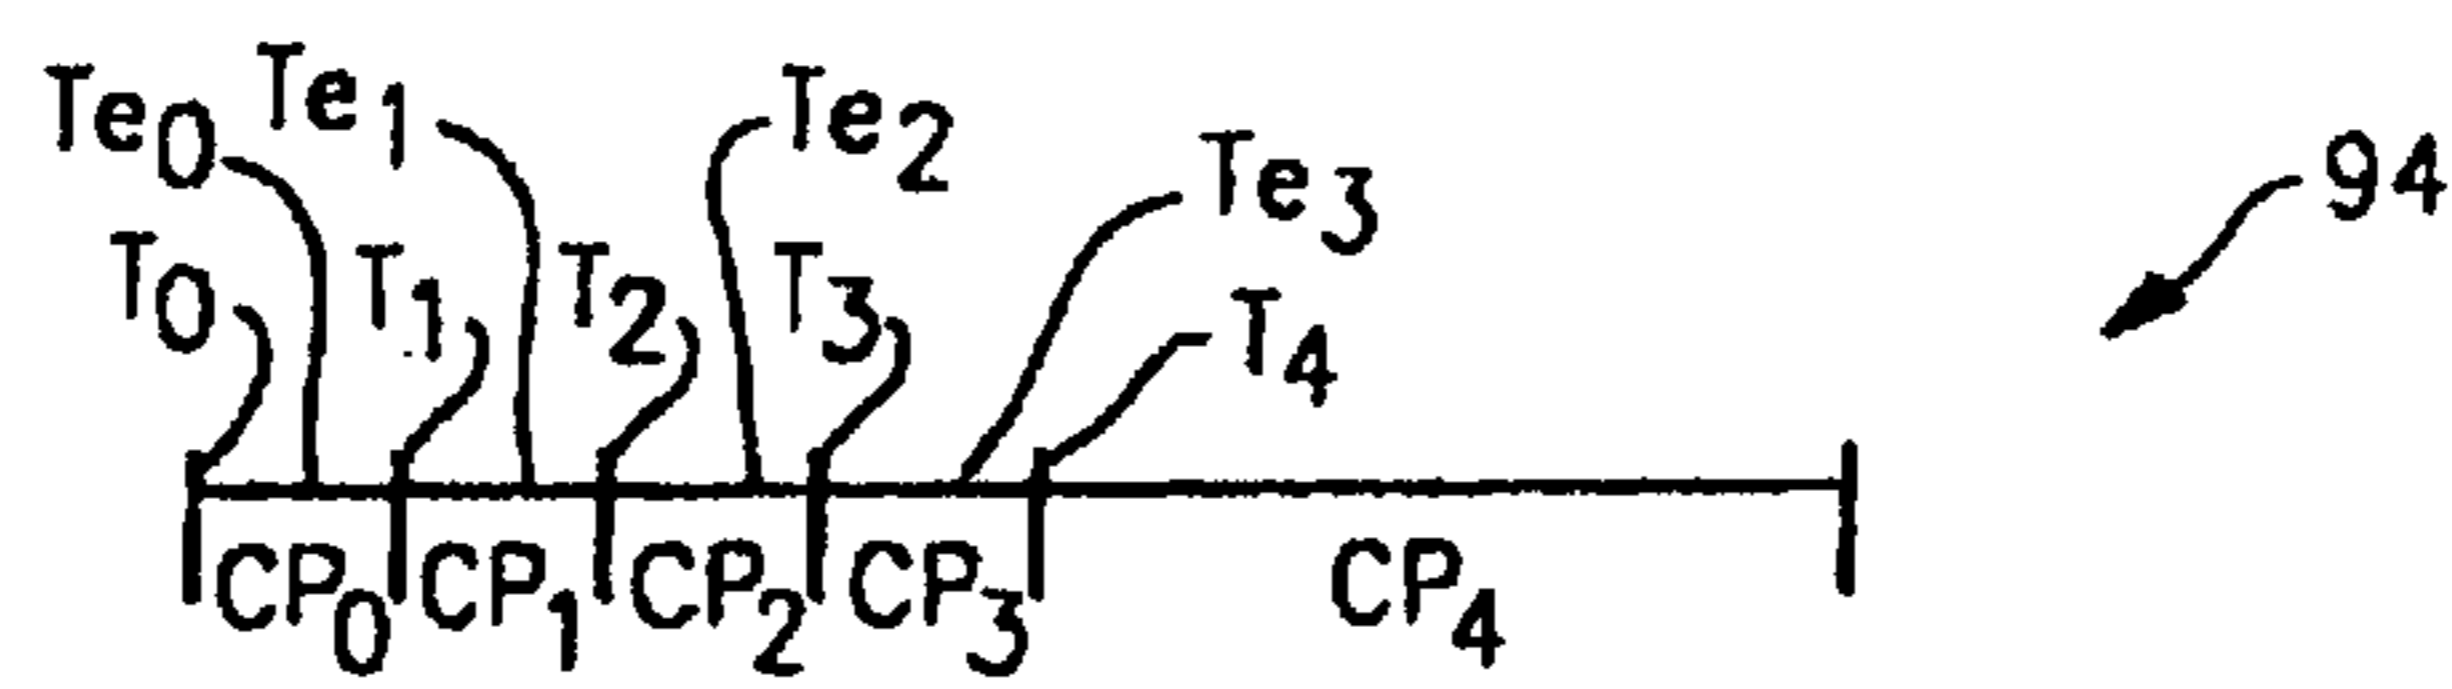 Te0 Te1 Te2 Te3 94
T0 T1 T2 T3 T4
CP0 CP1 CP2 CP3 CP4